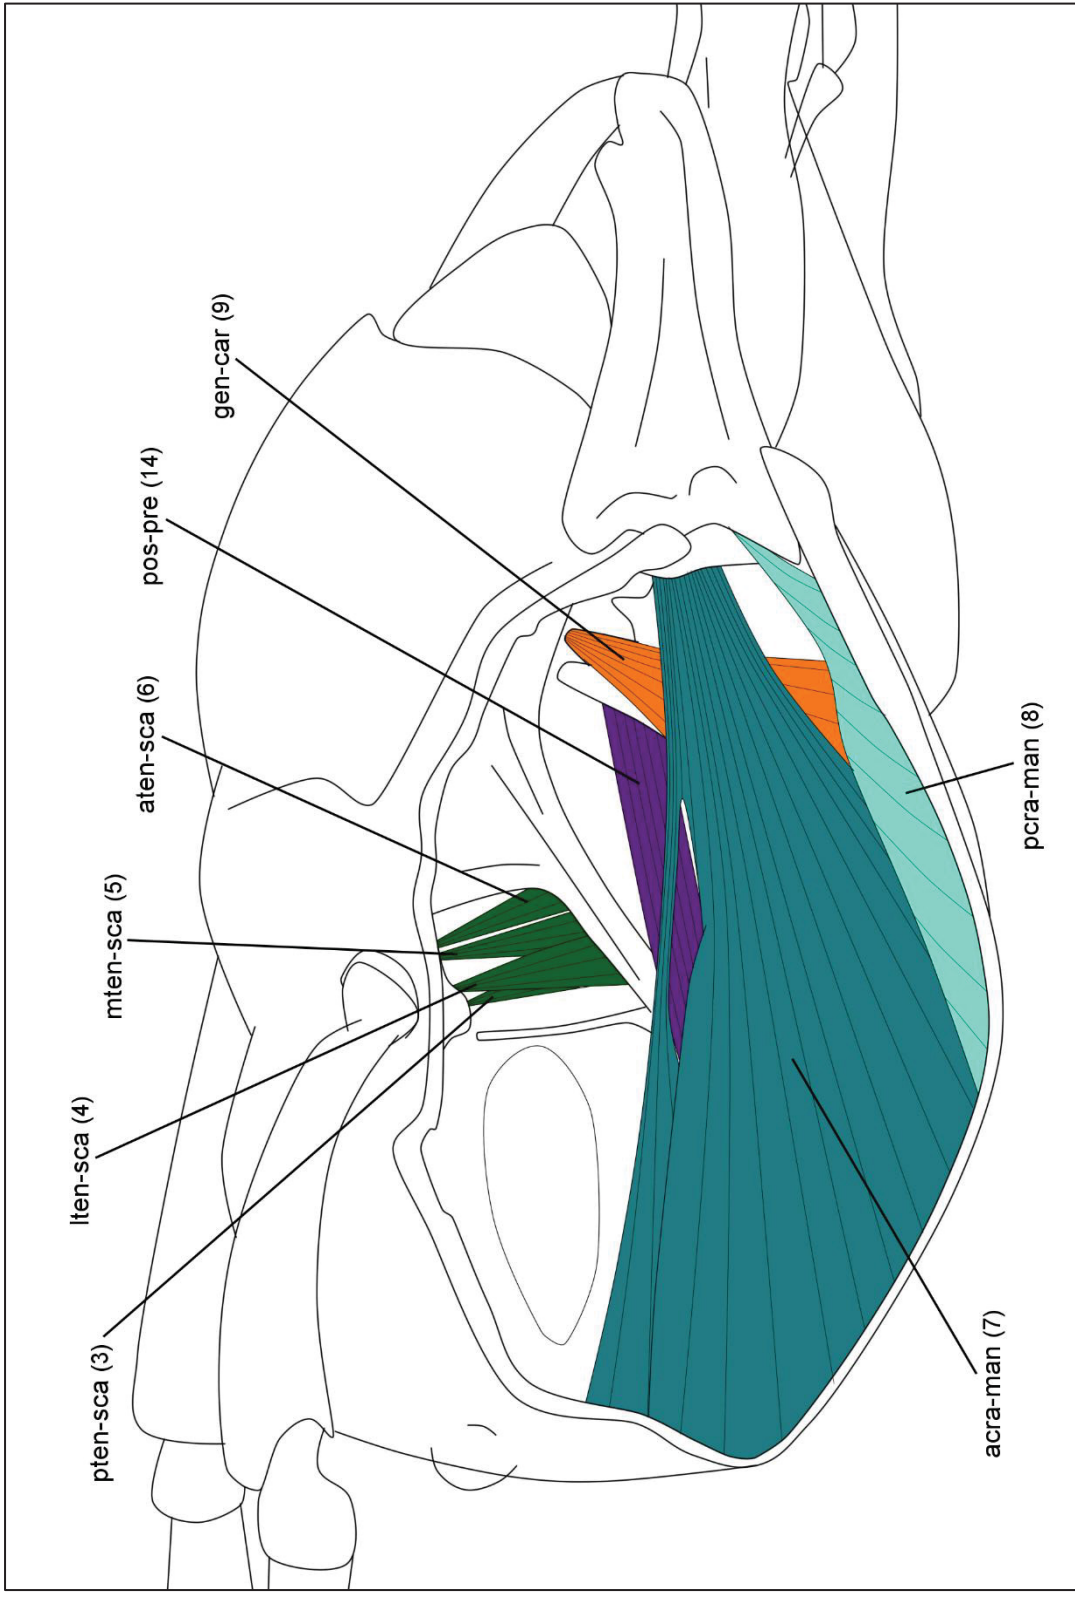 pten-sca (3)
lten-sca (4)
mten-sca (5)
aten-sca (6)
pos-pre (14)
gen-car (9)
acra-man (7)
pcra-man (8)